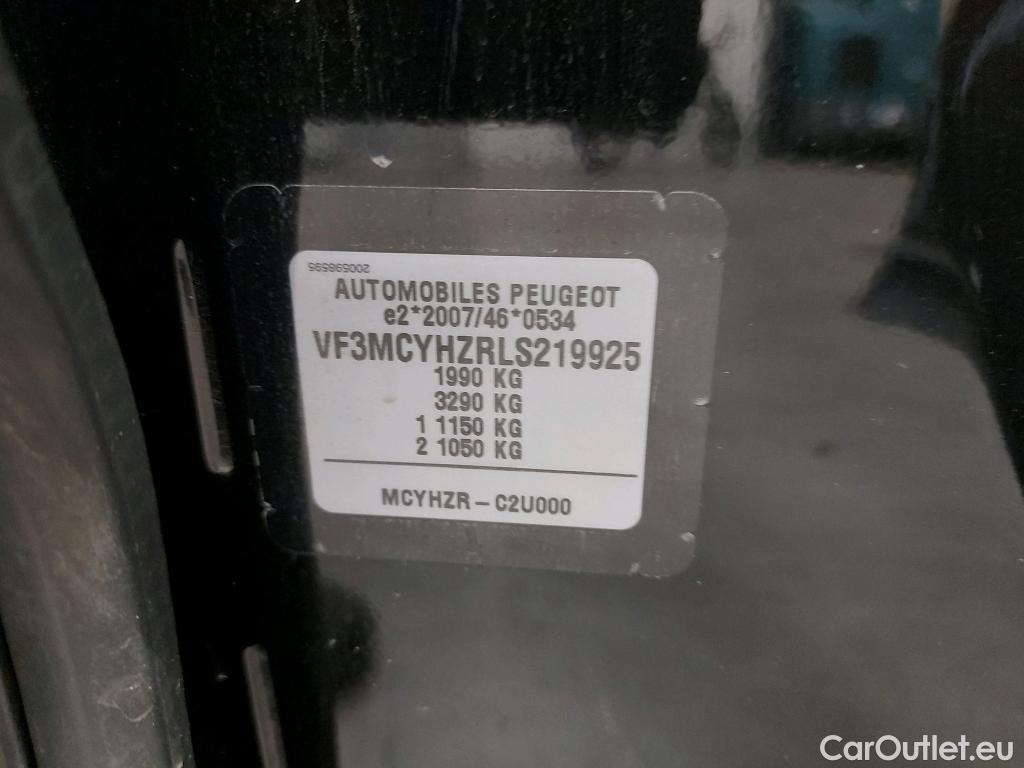 200598595
AUTOMOBILES PEUGEOT
e2*2007/46*0534
VF3MCYHZRLS219925
1990 KG
3290 KG
1 1150 KG
2 1050 KG
MCYHZR - C2U000
CarOutlet.eu